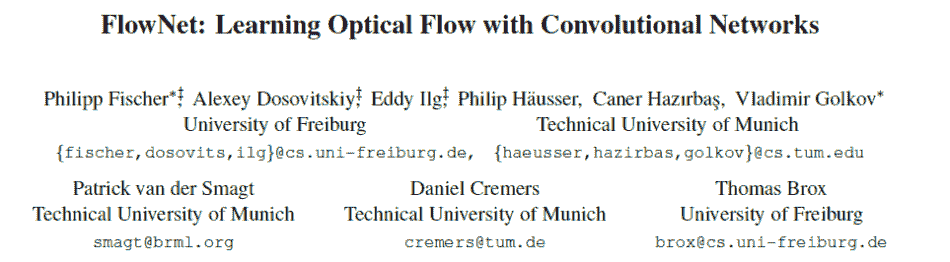 FlowNet: Learning Optical Flow with Convolutional Networks
Philipp Fischer*‡, Alexey Dosovitskiy‡, Eddy Ilg‡, Philip Häusser, Caner Hazırbaş, Vladimir Golkov*
University of Freiburg Technical University of Munich
{fischer,dosovits,ilg}@cs.uni-freiburg.de, {haeusser,hazirbas,golkov}@cs.tum.edu
Patrick van der Smagt Daniel Cremers Thomas Brox
Technical University of Munich Technical University of Munich University of Freiburg
smagt@brml.org cremers@tum.de brox@cs.uni-freiburg.de